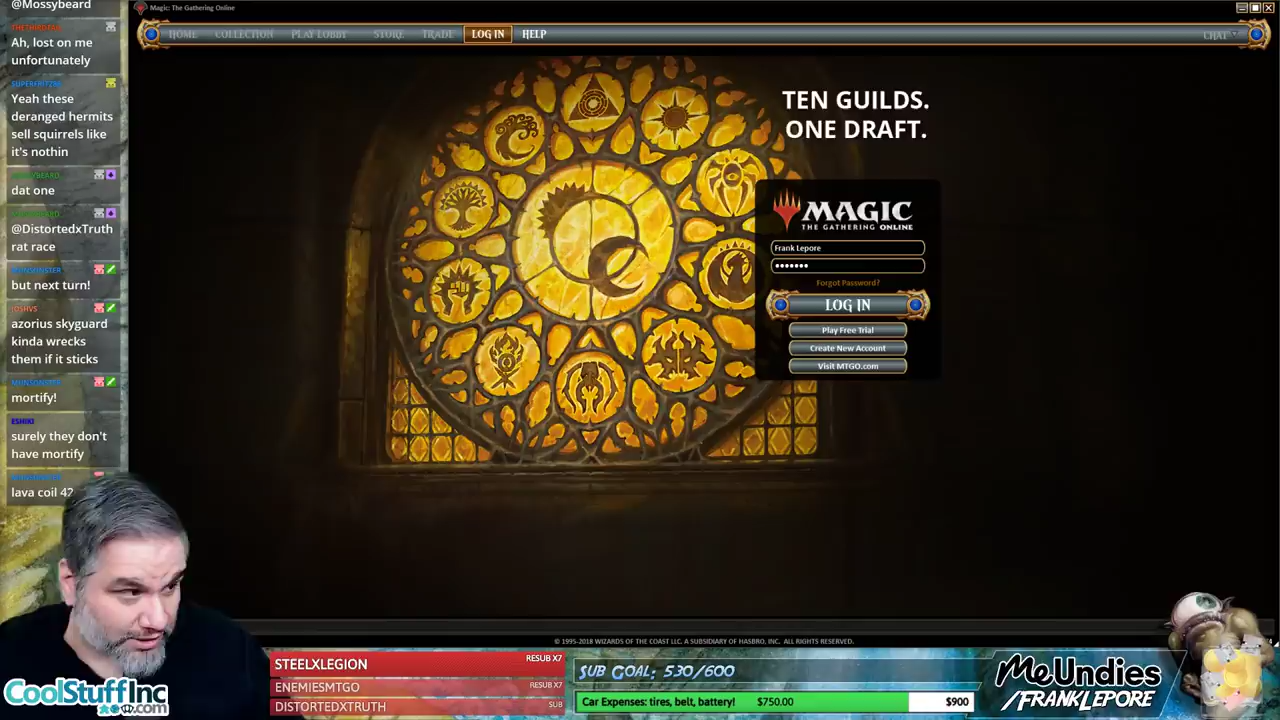 @Mossybeard
Magic: The Gathering Online
HOME COLLECTION PLAY LOBBY STORE TRADE LOG IN HELP CHAT
Ah, lost on me
unfortunately
Yeah these
deranged hermits
sell squirrels like
it's nothin
dat one
@DistortedxTruth
rat race
MUNSONSTER
but next turn!
JOSHVS
azorius skyguard
kinda wrecks
them if it sticks
MUNSONSTER
mortify!
ESHIKI
surely they don't
have mortify
lava coil 42
TEN GUILDS.
ONE DRAFT.
MAGIC
THE GATHERING ONLINE
Frank Lepore
•••••••
Forgot Password?
LOG IN
Play Free Trial
Create New Account
Visit MTGO.com
© 1995-2018 WIZARDS OF THE COAST LLC. A SUBSIDIARY OF HASBRO, INC. ALL RIGHTS RESERVED.
STEELXLEGION RESUB X7
ENEMIESMTGO RESUB X7
DISTORTEDXTRUTH SUB
SUB GOAL: 530/600
Car Expenses: tires, belt, battery! $750.00 $900
MeUndies
/FRANKLEPORE
CoolStuffInc
.com